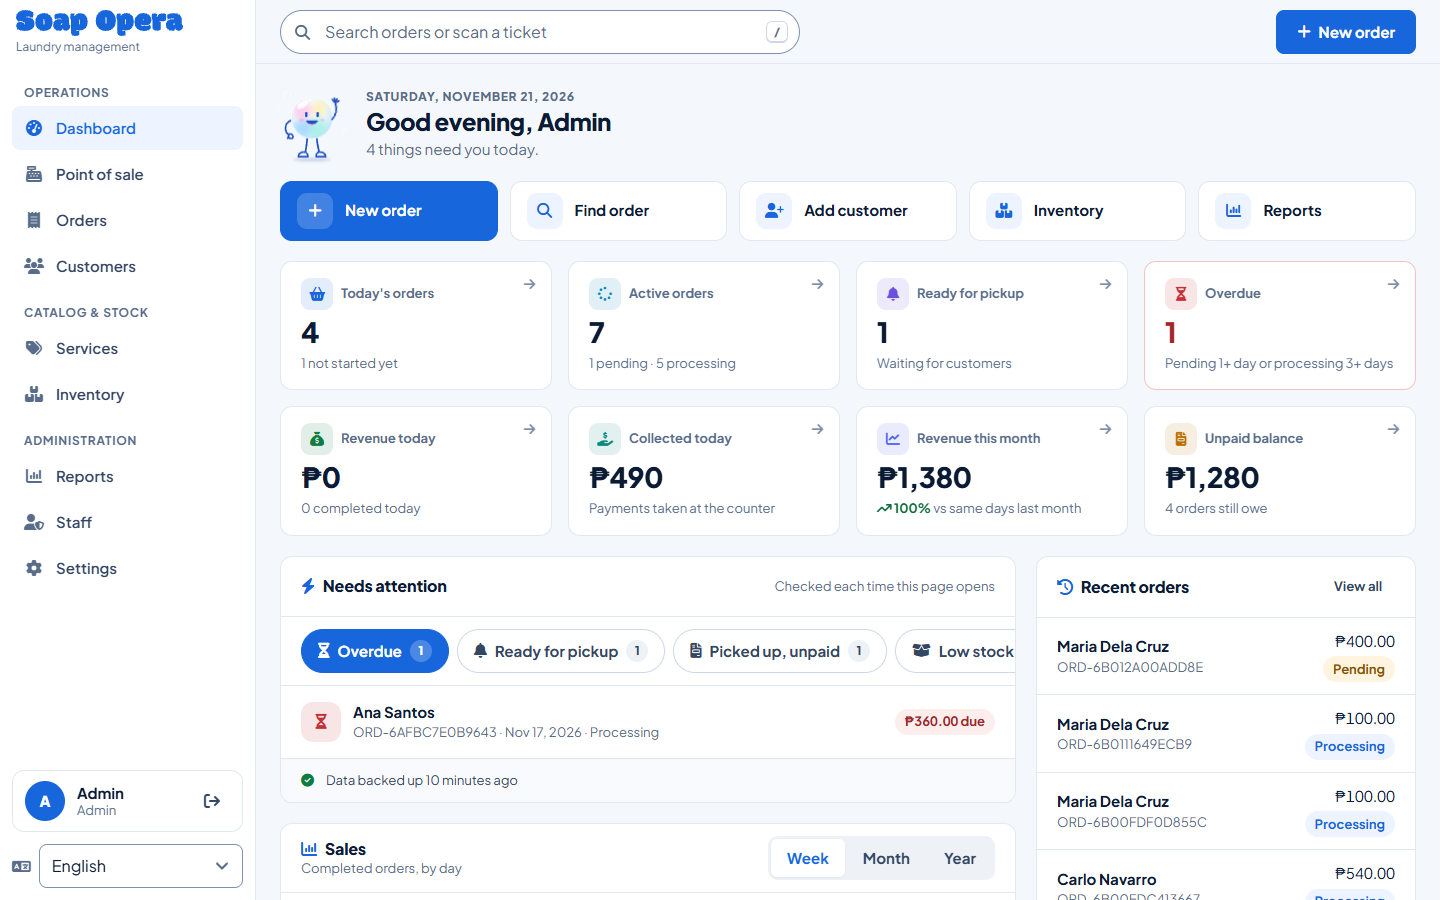 Soap Opera
Laundry management
OPERATIONS
Dashboard
Point of sale
Orders
Customers
CATALOG & STOCK
Services
Inventory
ADMINISTRATION
Reports
Staff
Settings
A
Admin
Admin
English
Search orders or scan a ticket
/
New order
SATURDAY, NOVEMBER 21, 2026
Good evening, Admin
4 things need you today.
New order
Find order
Add customer
Inventory
Reports
Today's orders
4
1 not started yet
Active orders
7
1 pending · 5 processing
Ready for pickup
1
Waiting for customers
Overdue
1
Pending 1+ day or processing 3+ days
Revenue today
₱0
0 completed today
Collected today
₱490
Payments taken at the counter
Revenue this month
₱1,380
100% vs same days last month
Unpaid balance
₱1,280
4 orders still owe
Needs attention
Checked each time this page opens
Overdue 1
Ready for pickup 1
Picked up, unpaid 1
Low stock
Ana Santos
ORD-6AFBC7E0B9643 · Nov 17, 2026 · Processing
₱360.00 due
Data backed up 10 minutes ago
Sales
Completed orders, by day
Week
Month
Year
Recent orders
View all
Maria Dela Cruz
ORD-6B012A00ADD8E
₱400.00
Pending
Maria Dela Cruz
ORD-6B0111649ECB9
₱100.00
Processing
Maria Dela Cruz
ORD-6B00FDF0D855C
₱100.00
Processing
Carlo Navarro
ORD-6B00FDC413667
₱540.00
Processing